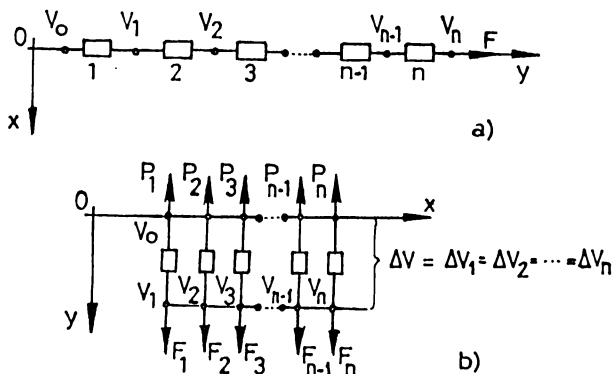 V₀ V₁ V₂ Vₙ₋₁ Vₙ F
0
1 2 3 n-1 n y
x
a)
P₁ P₂ P₃ Pₙ₋₁ Pₙ
0 x
V₀
ΔV = ΔV₁ = ΔV₂ = ··· = ΔVₙ
V₁ V₂ V₃ Vₙ₋₁ Vₙ
y
F₁ F₂ F₃ Fₙ₋₁ Fₙ
b)